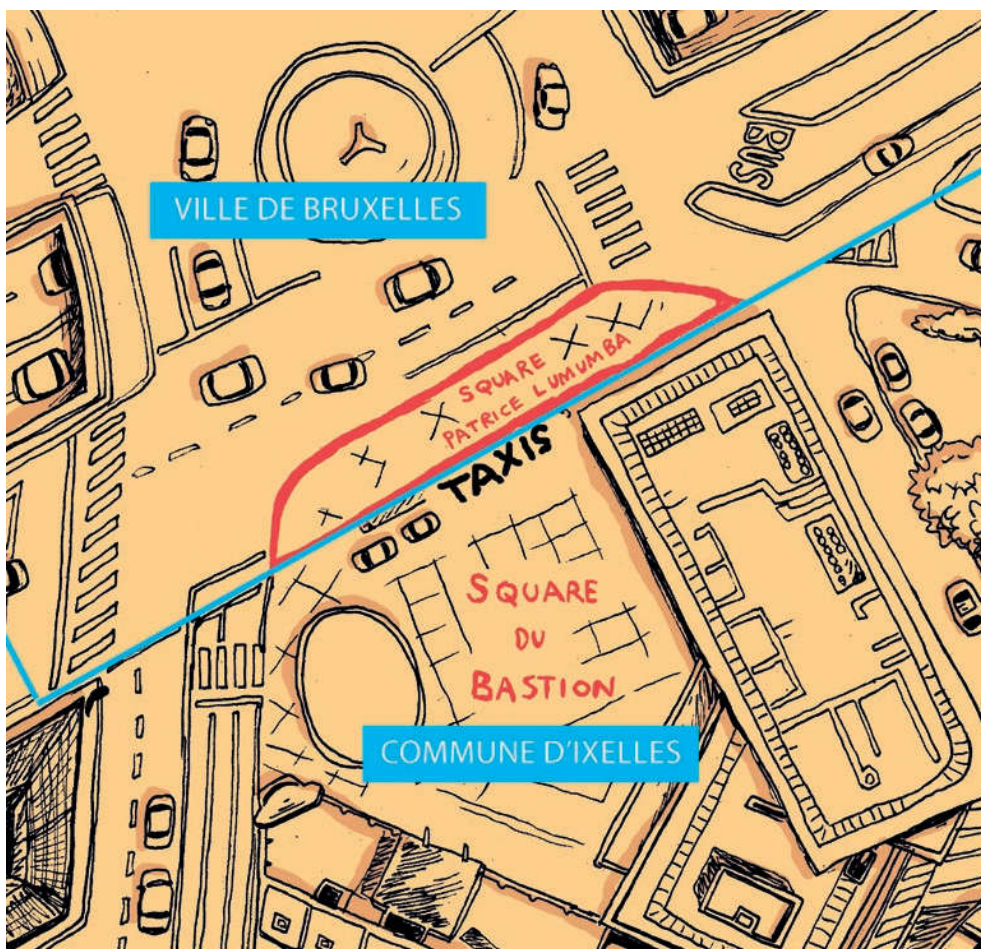 BUS
VILLE DE BRUXELLES
SQUARE
PATRICE LUMUMBA
TAXIS
SQUARE
DU
BASTION
COMMUNE D'IXELLES